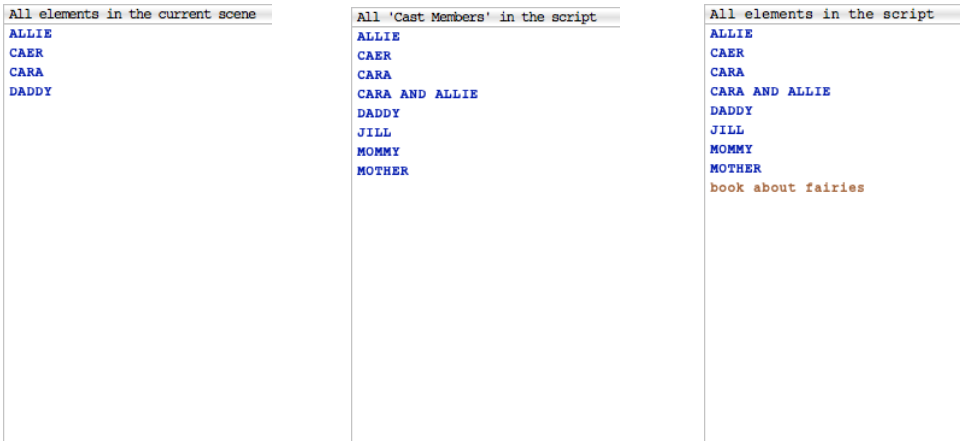 All elements in the current scene
ALLIE
CAER
CARA
DADDY
All 'Cast Members' in the script
ALLIE
CAER
CARA
CARA AND ALLIE
DADDY
JILL
MOMMY
MOTHER
All elements in the script
ALLIE
CAER
CARA
CARA AND ALLIE
DADDY
JILL
MOMMY
MOTHER
book about fairies